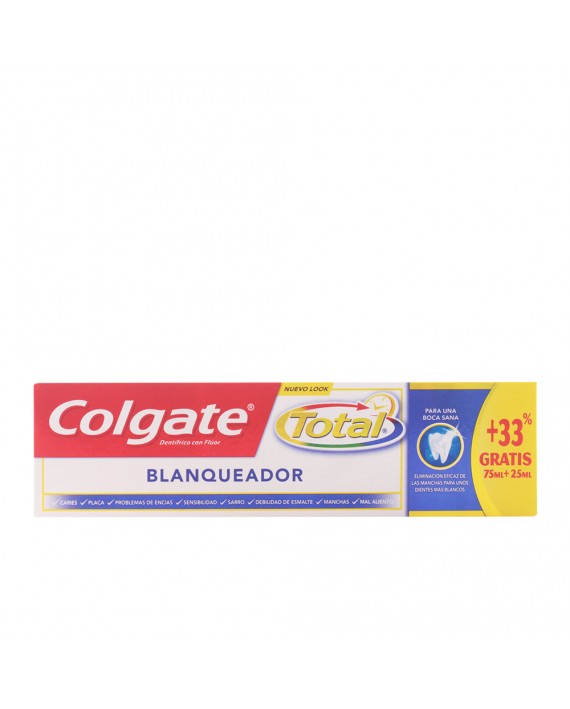 NUEVO LOOK
Colgate®
Dentífrico con Flúor
Total®
BLANQUEADOR
✓CARIES ✓PLACA ✓PROBLEMAS DE ENCIAS ✓SENSIBILIDAD ✓SARRO ✓DEBILIDAD DE ESMALTE ✓MANCHAS ✓MAL ALIENTO
PARA UNA
BOCA SANA
ELIMINACIÓN EFICAZ DE
LAS MANCHAS PARA UNOS
DIENTES MÁS BLANCOS.
+33%
GRATIS
75ML+25ML